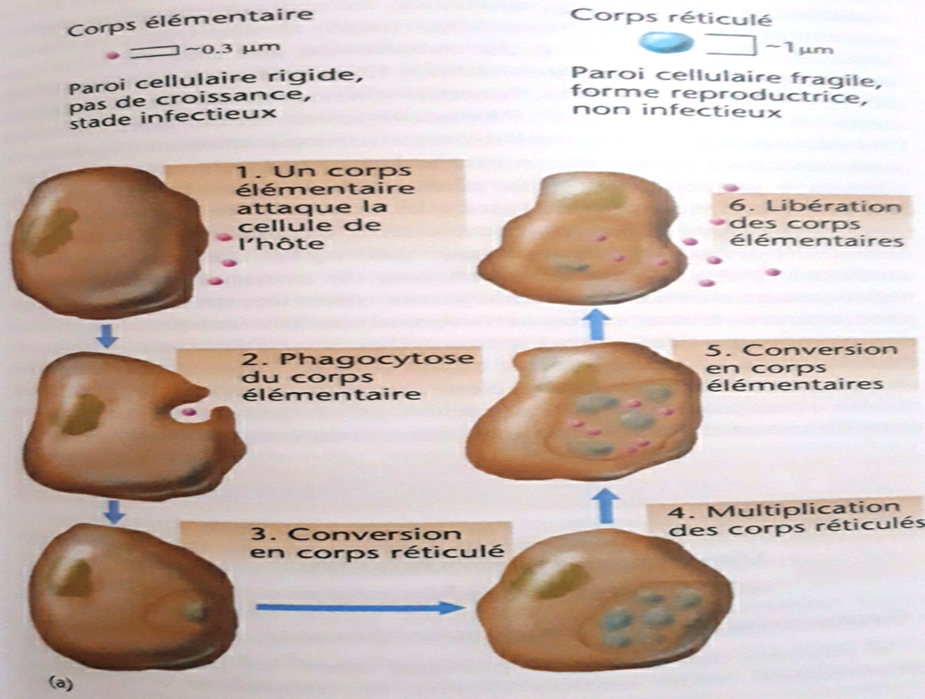 Corps élémentaire
~0.3 µm
Paroi cellulaire rigide,
pas de croissance,
stade infectieux
Corps réticulé
~1µm
Paroi cellulaire fragile,
forme reproductrice,
non infectieux
1. Un corps
élémentaire
attaque la
cellule de
l'hôte
2. Phagocytose
du corps
élémentaire
3. Conversion
en corps réticulé
4. Multiplication
des corps réticulés
5. Conversion
en corps
élémentaires
6. Libération
des corps
élémentaires
(a)